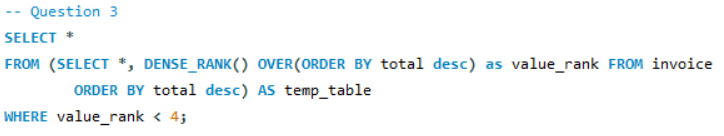 -- Question 3
SELECT *
FROM (SELECT *, DENSE_RANK() OVER(ORDER BY total desc) as value_rank FROM invoice
ORDER BY total desc) AS temp_table
WHERE value_rank < 4;